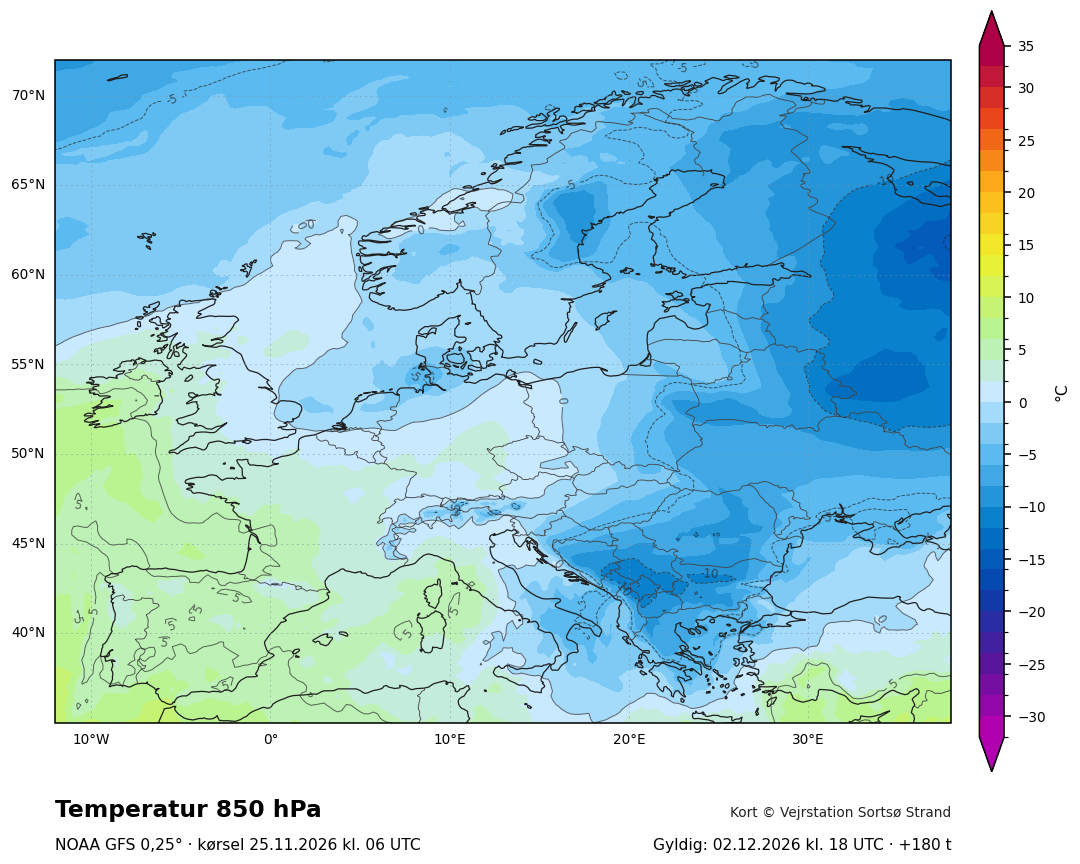 70°N
65°N
60°N
55°N
50°N
45°N
40°N
10°W
0°
10°E
20°E
30°E
35
30
25
20
15
10
5
0
−5
−10
−15
−20
−25
−30
°C
Temperatur 850 hPa
Kort © Vejrstation Sortsø Strand
NOAA GFS 0,25° · kørsel 25.11.2026 kl. 06 UTC
Gyldig: 02.12.2026 kl. 18 UTC · +180 t